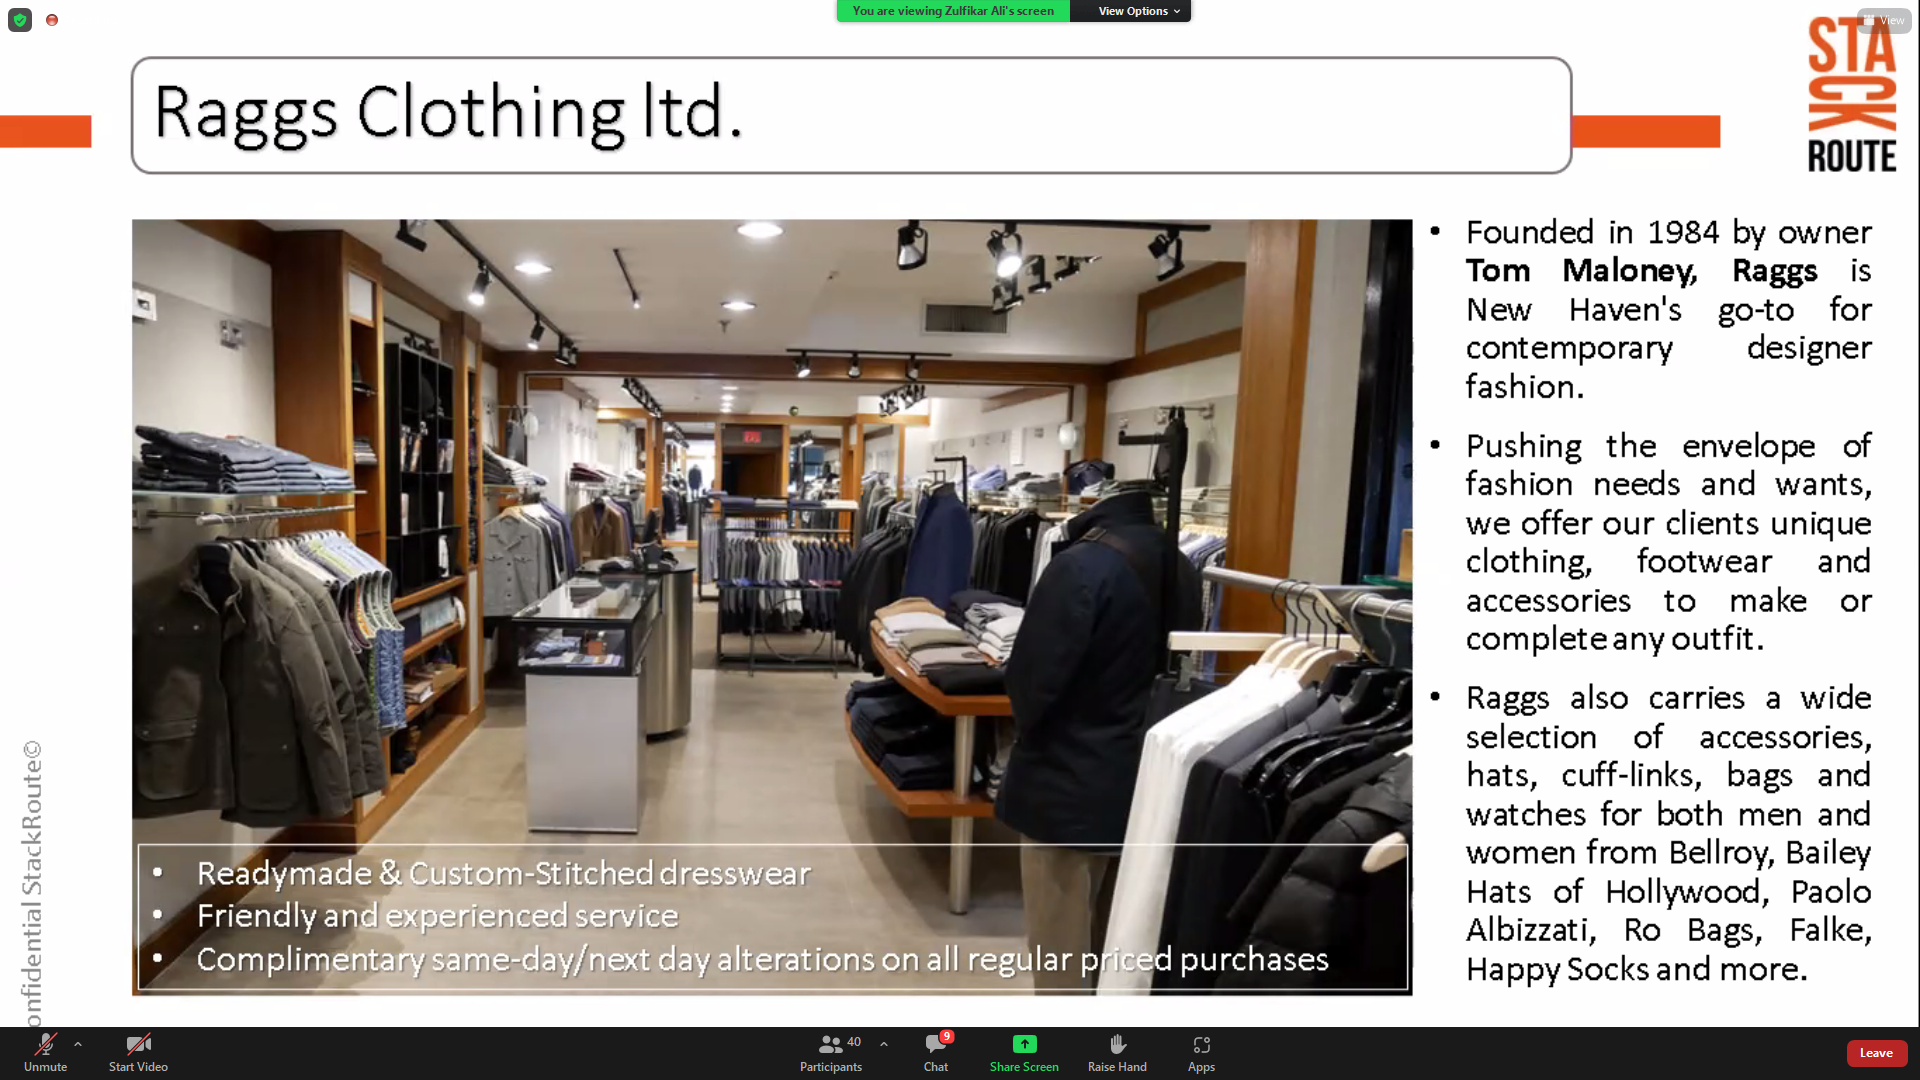 You are viewing Zulfikar Ali's screen
View Options
View
STA
CK
ROUTE
Raggs Clothing ltd.
• Founded in 1984 by owner
Tom Maloney, Raggs is
New Haven's go-to for
contemporary designer
fashion.
• Pushing the envelope of
fashion needs and wants,
we offer our clients unique
clothing, footwear and
accessories to make or
complete any outfit.
• Raggs also carries a wide
selection of accessories,
hats, cuff-links, bags and
watches for both men and
women from Bellroy, Bailey
Hats of Hollywood, Paolo
Albizzati, Ro Bags, Falke,
Happy Socks and more.
• Readymade & Custom-Stitched dresswear
• Friendly and experienced service
• Complimentary same-day/next day alterations on all regular priced purchases
onfidential StackRoute©
Unmute
Start Video
40
Participants
9
Chat
Share Screen
Raise Hand
Apps
Leave